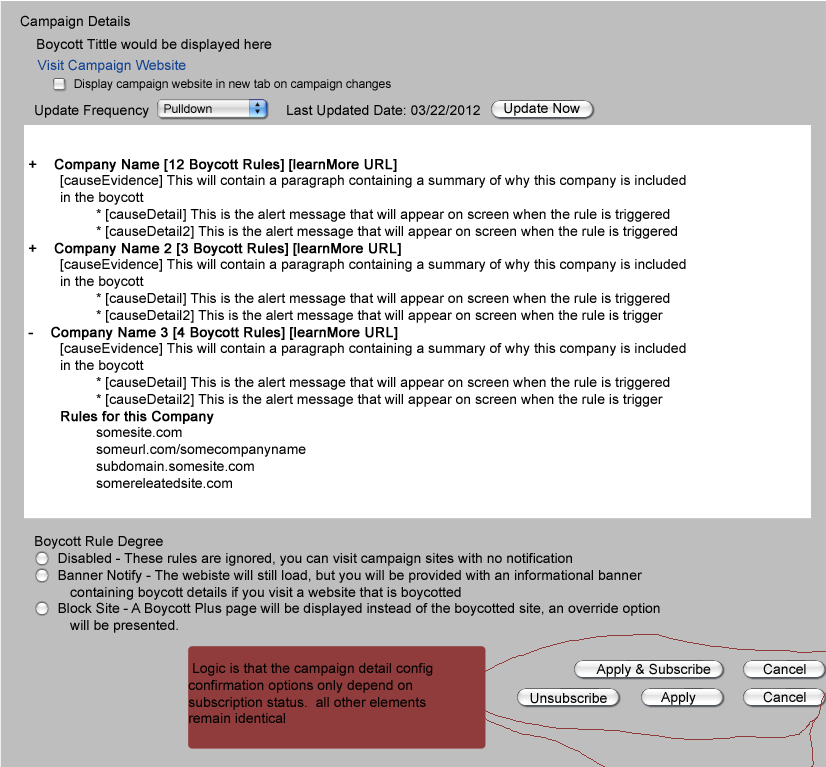 Campaign Details
Boycott Tittle would be displayed here
Visit Campaign Website
Display campaign website in new tab on campaign changes
Update Frequency Pulldown Last Updated Date: 03/22/2012 Update Now
+ Company Name [12 Boycott Rules] [learnMore URL]
[causeEvidence] This will contain a paragraph containing a summary of why this company is included
in the boycott
* [causeDetail] This is the alert message that will appear on screen when the rule is triggered
* [causeDetail2] This is the alert message that will appear on screen when the rule is triggered
+ Company Name 2 [3 Boycott Rules] [learnMore URL]
[causeEvidence] This will contain a paragraph containing a summary of why this company is included
in the boycott
* [causeDetail] This is the alert message that will appear on screen when the rule is triggered
* [causeDetail2] This is the alert message that will appear on screen when the rule is trigger
- Company Name 3 [4 Boycott Rules] [learnMore URL]
[causeEvidence] This will contain a paragraph containing a summary of why this company is included
in the boycott
* [causeDetail] This is the alert message that will appear on screen when the rule is triggered
* [causeDetail2] This is the alert message that will appear on screen when the rule is trigger
Rules for this Company
somesite.com
someurl.com/somecompanyname
subdomain.somesite.com
somereleatedsite.com
Boycott Rule Degree
Disabled - These rules are ignored, you can visit campaign sites with no notification
Banner Notify - The webiste will still load, but you will be provided with an informational banner
containing boycott details if you visit a website that is boycotted
Block Site - A Boycott Plus page will be displayed instead of the boycotted site, an override option
will be presented.
Logic is that the campaign detail config
confirmation options only depend on
subscription status. all other elements
remain identical
Apply & Subscribe Cancel
Unsubscribe Apply Cancel